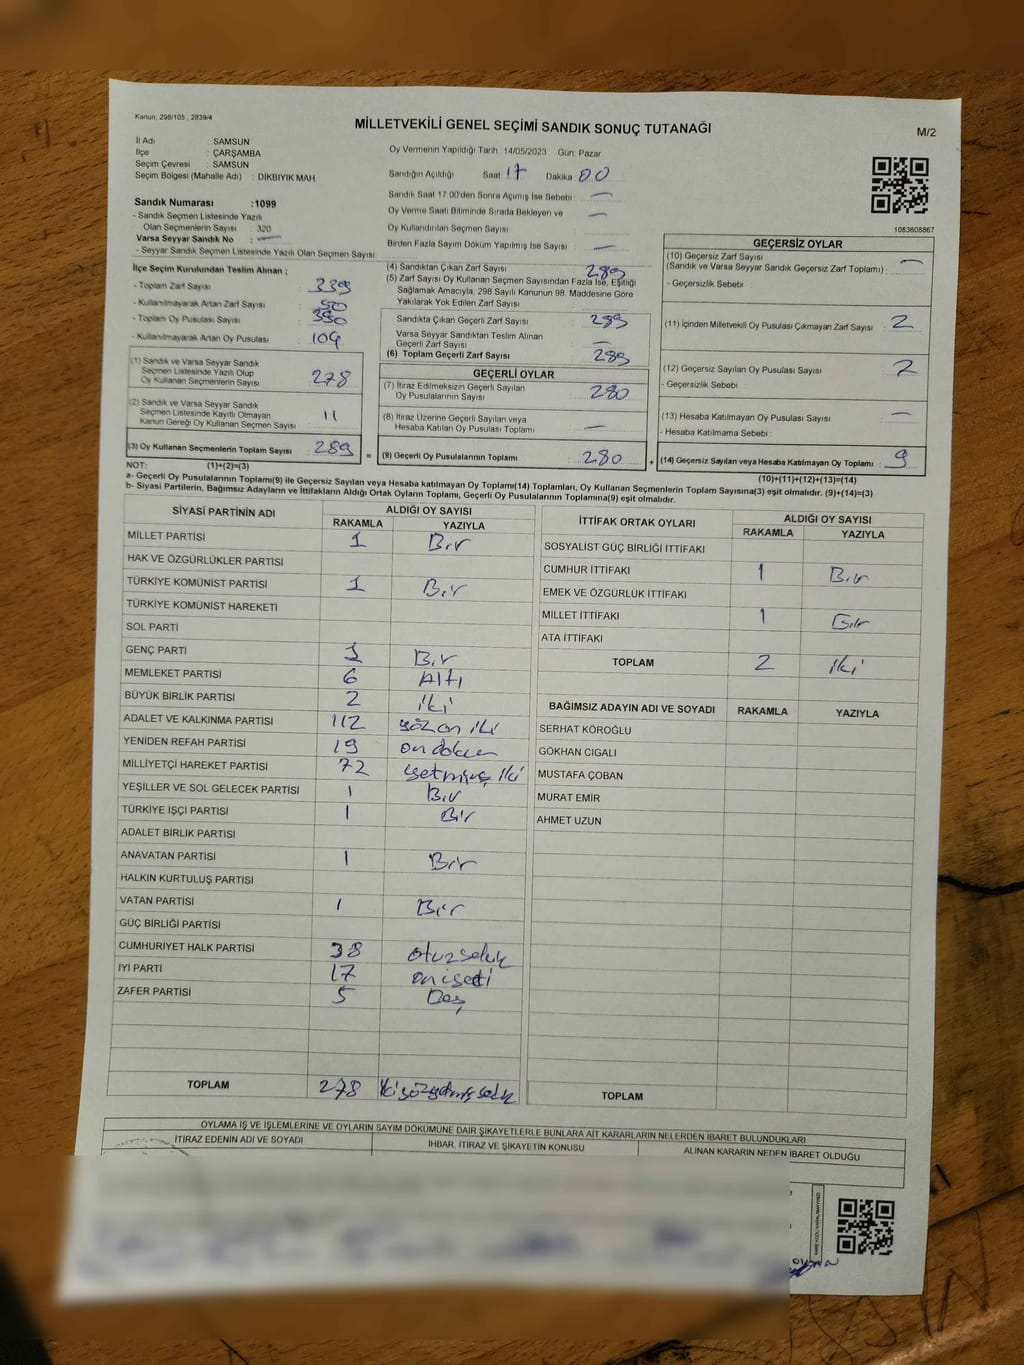 Kanun: 298/105 , 2839/4
MİLLETVEKİLİ GENEL SEÇİMİ SANDIK SONUÇ TUTANAĞI
M/2
İl Adı : SAMSUN
İlçe : ÇARŞAMBA
Seçim Çevresi : SAMSUN
Seçim Bölgesi (Mahalle Adı) : DİKBIYIK MAH.
Oy Vermenin Yapıldığı Tarih :14/05/2023 Gün: Pazar
Sandığın Açıldığı Saat 17 Dakika 00
Sandık Saat 17.00'den Sonra Açımış İse Sebebi:
Oy Verme Saati Bitiminde Sırada Bekleyen ve
Oy Kullandırılan Seçmen Sayısı
Birden Fazla Sayım Döküm Yapılmış İse Sayısı
1083608867
Sandık Numarası :1099
- Sandık Seçmen Listesinde Yazılı
Olan Seçmenlerin Sayısı : 320
Varsa Seyyar Sandık No :
- Seyyar Sandık Seçmen Listesinde Yazılı Olan Seçmen Sayısı
İlçe Seçim Kurulundan Teslim Alınan ;
- Toplam Zarf Sayısı : 339
- Kullanılmayarak Artan Zarf Sayısı : 50
- Toplam Oy Pusulası Sayısı : 390
- Kullanılmayarak Artan Oy Pusulası : 109
(1) Sandık ve Varsa Seyyar Sandık
Seçmen Listesinde Yazılı Olup
Oy Kullanan Seçmenlerin Sayısı : 278
(2) Sandık ve Varsa Seyyar Sandık
Seçmen Listesinde Kayıtlı Olmayan
Kanun Gereği Oy Kullanan Seçmen Sayısı : 11
(3) Oy Kullanan Seçmenlerin Toplam Sayısı : 289
(4) Sandıktan Çıkan Zarf Sayısı : 289
(5) Zarf Sayısı Oy Kullanan Seçmen Sayısından Fazla İse, Eşitliği
Sağlamak Amacıyla, 298 Sayılı Kanunun 98. Maddesine Göre
Yakılarak Yok Edilen Zarf Sayısı
Sandıkta Çıkan Geçerli Zarf Sayısı : 289
Varsa Seyyar Sandıktan Teslim Alınan
Geçerli Zarf Sayısı
(6) Toplam Geçerli Zarf Sayısı : 289
GEÇERLİ OYLAR
(7) İtiraz Edilmeksizin Geçerli Sayılan
Oy Pusulalarının Sayısı : 280
(8) İtiraz Üzerine Geçerli Sayılan veya
Hesaba Katılan Oy Pusulası Toplamı :
= (9) Geçerli Oy Pusulalarının Toplamı : 280
GEÇERSİZ OYLAR
(10) Geçersiz Zarf Sayısı
(Sandık ve Varsa Seyyar Sandık Geçersiz Zarf Toplamı) :
- Geçersizlik Sebebi :
(11) İçinden Milletvekili Oy Pusulası Çıkmayan Zarf Sayısı : 2
(12) Geçersiz Sayılan Oy Pusulası Sayısı : 7
- Geçersizlik Sebebi :
(13) Hesaba Katılmayan Oy Pusulası Sayısı :
- Hesaba Katılmama Sebebi :
+ (14) Geçersiz Sayılan veya Hesaba Katılmayan Oy Toplamı : 9
NOT: (1)+(2)=(3)
(10)+(11)+(12)+(13)=(14)
a- Geçerli Oy Pusulalarının Toplamı(9) ile Geçersiz Sayılan veya Hesaba katılmayan Oy Toplamı(14) Toplamları, Oy Kullanan Seçmenlerin Toplam Sayısına(3) eşit olmalıdır. (9)+(14)=(3)
b- Siyasi Partilerin, Bağımsız Adayların ve İttifakların Aldığı Ortak Oyların Toplamı, Geçerli Oy Pusulalarının Toplamına(9) eşit olmalıdır.
SİYASİ PARTİNİN ADI ALDIĞI OY SAYISI
RAKAMLA YAZIYLA
MİLLET PARTİSİ 1 Bir
HAK VE ÖZGÜRLÜKLER PARTİSİ
TÜRKİYE KOMÜNİST PARTİSİ 1 Bir
TÜRKİYE KOMÜNİST HAREKETİ
SOL PARTİ
GENÇ PARTİ 1 Bir
MEMLEKET PARTİSİ 6 Altı
BÜYÜK BİRLİK PARTİSİ 2 iki
ADALET VE KALKINMA PARTİSİ 112 yüz on iki
YENİDEN REFAH PARTİSİ 19 on dokuz
MİLLİYETÇİ HAREKET PARTİSİ 72 yetmiş iki
YEŞİLLER VE SOL GELECEK PARTİSİ 1 Bir
TÜRKİYE İŞÇİ PARTİSİ 1 Bir
ADALET BİRLİK PARTİSİ
ANAVATAN PARTİSİ 1 Bir
HALKIN KURTULUŞ PARTİSİ
VATAN PARTİSİ 1 Bir
GÜÇ BİRLİĞİ PARTİSİ
CUMHURİYET HALK PARTİSİ 38 otuz sekiz
İYİ PARTİ 17 on yedi
ZAFER PARTİSİ 5 Beş
TOPLAM 278 iki yüz yetmiş sekiz
İTTİFAK ORTAK OYLARI ALDIĞI OY SAYISI
RAKAMLA YAZIYLA
SOSYALİST GÜÇ BİRLİĞİ İTTİFAKI
CUMHUR İTTİFAKI 1 Bir
EMEK VE ÖZGÜRLÜK İTTİFAKI
MİLLET İTTİFAKI 1 Bir
ATA İTTİFAKI
TOPLAM 2 iki
BAĞIMSIZ ADAYIN ADI VE SOYADI RAKAMLA YAZIYLA
SERHAT KÖROĞLU
GÖKHAN CIGALI
MUSTAFA ÇOBAN
MURAT EMİR
AHMET UZUN
TOPLAM
OYLAMA İŞ VE İŞLEMLERİNE VE OYLARIN SAYIM DÖKÜMÜNE DAİR ŞİKAYETLERLE BUNLARA AİT KARARLARIN NELERDEN İBARET BULUNDUKLARI
İTİRAZ EDENİN ADI VE SOYADI İHBAR, İTİRAZ VE ŞİKAYETİN KONUSU ALINAN KARARIN NEDEN İBARET OLDUĞU